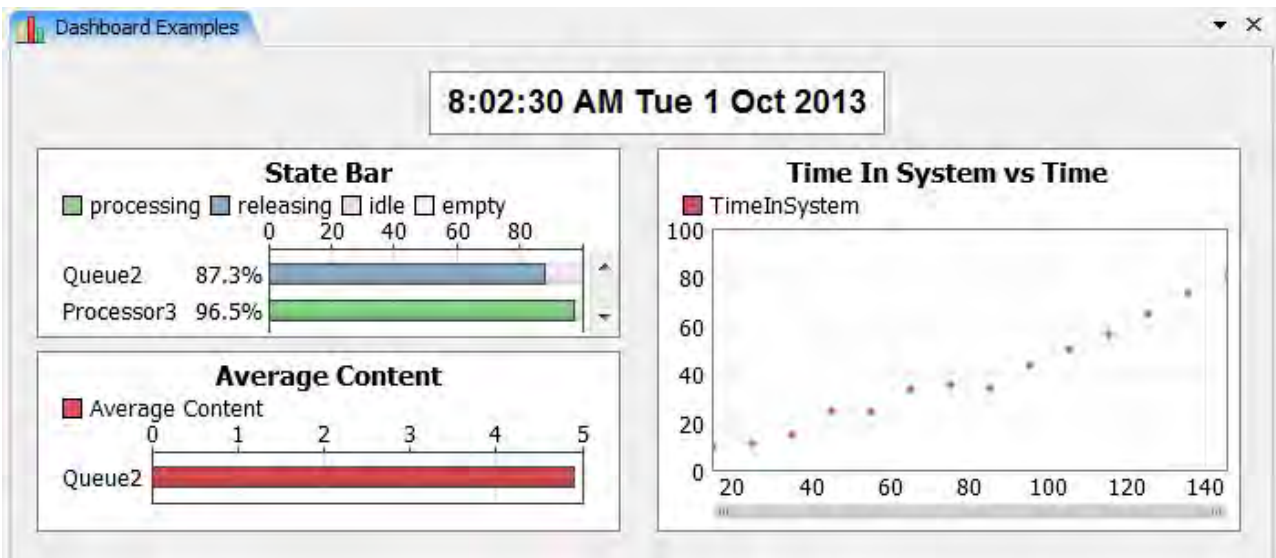 Dashboard Examples
8:02:30 AM Tue 1 Oct 2013
State Bar
processing releasing idle empty
0 20 40 60 80
Queue2 87.3%
Processor3 96.5%
Average Content
Average Content
0 1 2 3 4 5
Queue2
Time In System vs Time
TimeInSystem
100
80
60
40
20
0
20 40 60 80 100 120 140